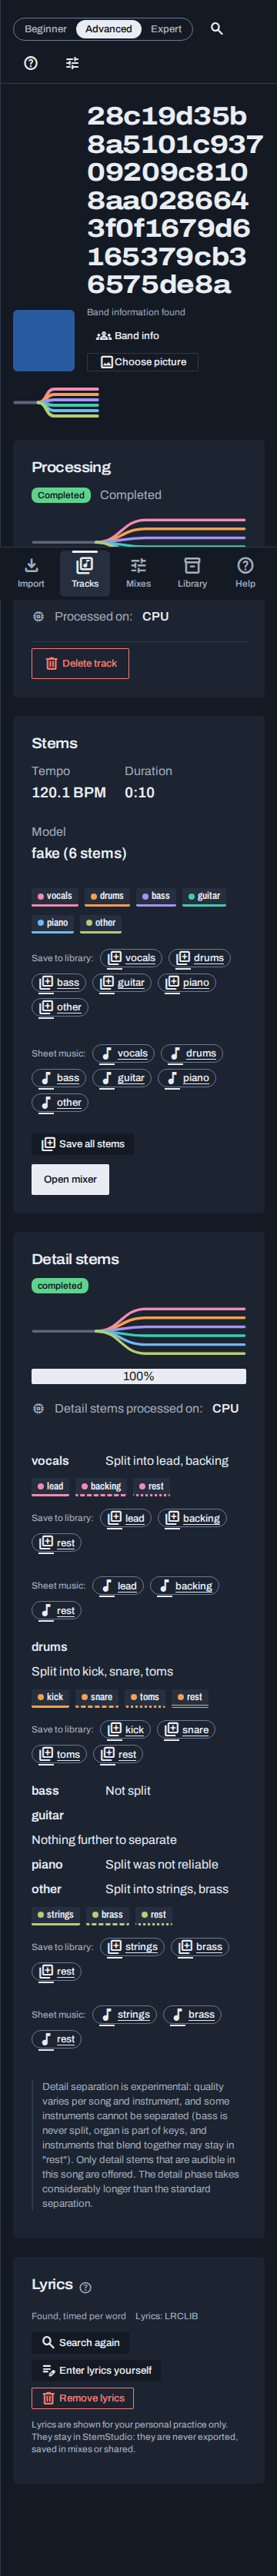 Beginner Advanced Expert
28c19d35b
8a5101c937
09209c810
8aa028664
3f0f1679d6
165379cb3
6575de8a
Band information found
Band info
Choose picture
Processing
Completed Completed
Import Tracks Mixes Library Help
Processed on: CPU
Delete track
Stems
Tempo Duration
120.1 BPM 0:10
Model
fake (6 stems)
vocals drums bass guitar
piano other
Save to library: vocals drums
bass guitar piano
other
Sheet music: vocals drums
bass guitar piano
other
Save all stems
Open mixer
Detail stems
completed
100%
Detail stems processed on: CPU
vocals Split into lead, backing
lead backing rest
Save to library: lead backing
rest
Sheet music: lead backing
rest
drums
Split into kick, snare, toms
kick snare toms rest
Save to library: kick snare
toms rest
bass Not split
guitar
Nothing further to separate
piano Split was not reliable
other Split into strings, brass
strings brass rest
Save to library: strings brass
rest
Sheet music: strings brass
rest
Detail separation is experimental: quality
varies per song and instrument, and some
instruments cannot be separated (bass is
never split, organ is part of keys, and
instruments that blend together may stay in
"rest"). Only detail stems that are audible in
this song are offered. The detail phase takes
considerably longer than the standard
separation.
Lyrics
Found, timed per word Lyrics: LRCLIB
Search again
Enter lyrics yourself
Remove lyrics
Lyrics are shown for your personal practice only.
They stay in StemStudio: they are never exported,
saved in mixes or shared.